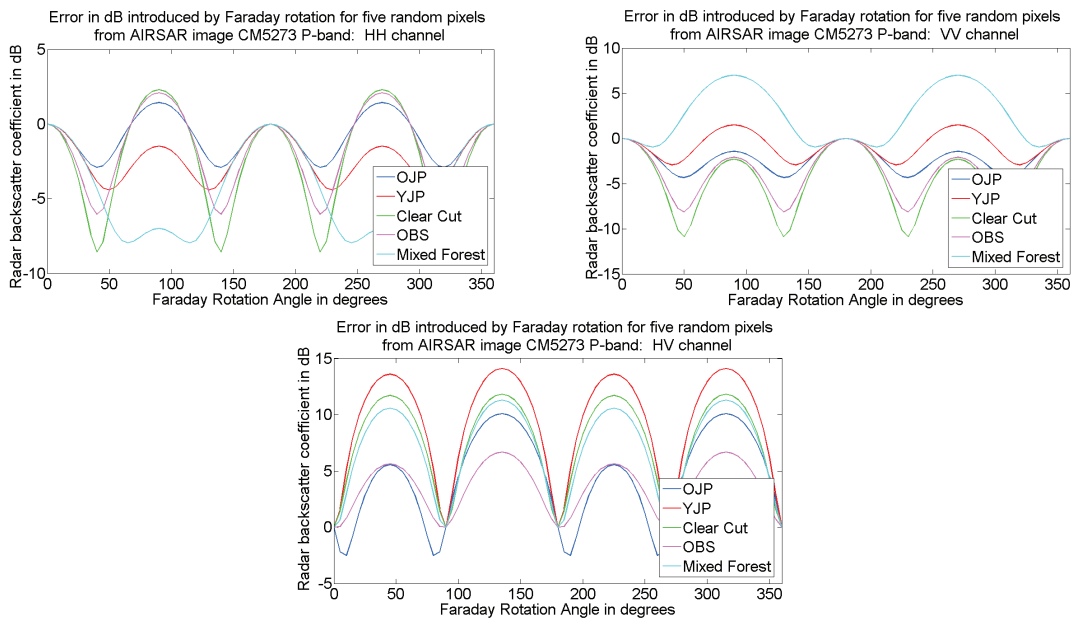 Error in dB introduced by Faraday rotation for five random pixels
from AIRSAR image CM5273 P-band: HH channel
Radar backscatter coefficient in dB
5
0
-5
-10
0 50 100 150 200 250 300 350
Faraday Rotation Angle in degrees
OJP
YJP
Clear Cut
OBS
Mixed Forest
Error in dB introduced by Faraday rotation for five random pixels
from AIRSAR image CM5273 P-band: VV channel
Radar backscatter coefficient in dB
10
5
0
-5
-10
-15
0 50 100 150 200 250 300 350
Faraday Rotation Angle in degrees
OJP
YJP
Clear Cut
OBS
Mixed Forest
Error in dB introduced by Faraday rotation for five random pixels
from AIRSAR image CM5273 P-band: HV channel
Radar backscatter coefficient in dB
15
10
5
0
-5
0 50 100 150 200 250 300 350
Faraday Rotation Angle in degrees
OJP
YJP
Clear Cut
OBS
Mixed Forest